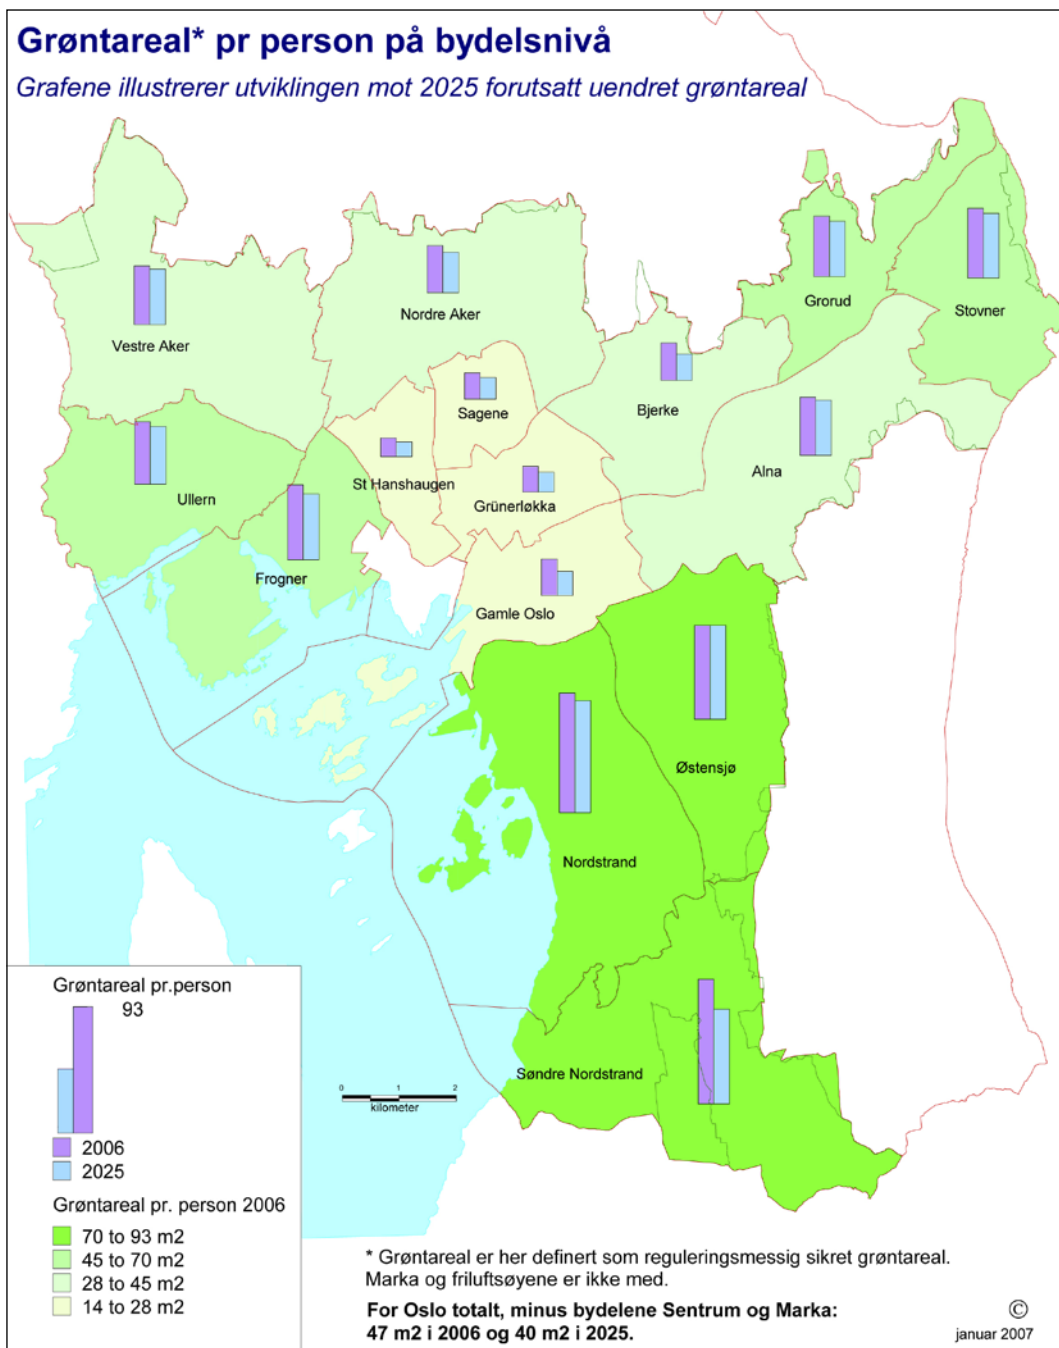 Grøntareal* pr person på bydelsnivå
Grafene illustrerer utviklingen mot 2025 forutsatt uendret grøntareal
Grorud
Stovner
Nordre Aker
Vestre Aker
Sagene
Bjerke
Alna
St Hanshaugen
Ullern
Grünerløkka
Frogner
Gamle Oslo
Østensjø
Nordstrand
Søndre Nordstrand
0 1 2
kilometer
Grøntareal pr.person
93
2006
2025
Grøntareal pr. person 2006
70 to 93 m2
45 to 70 m2
28 to 45 m2
14 to 28 m2
* Grøntareal er her definert som reguleringsmessig sikret grøntareal.
Marka og friluftsøyene er ikke med.
For Oslo totalt, minus bydelene Sentrum og Marka:
47 m2 i 2006 og 40 m2 i 2025.
©
januar 2007